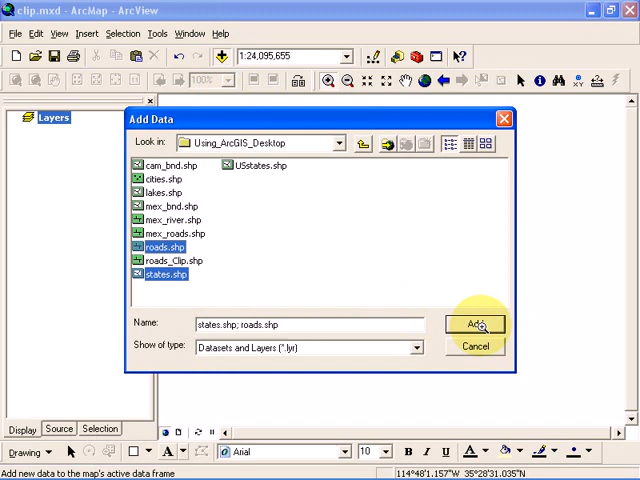 clip.mxd - ArcMap - ArcView
File Edit View Insert Selection Tools Window Help
1:24,095,655
100%
Layers
Add Data
Look in: Using_ArcGIS_Desktop
cam_bnd.shp
cities.shp
lakes.shp
mex_bnd.shp
mex_river.shp
mex_roads.shp
roads.shp
roads_Clip.shp
states.shp
USstates.shp
Name: states.shp; roads.shp
Add
Show of type: Datasets and Layers (*.lyr)
Cancel
Display Source Selection
Drawing
A Arial 10 B I U A
Add new data to the map's active data frame
114°48'1.157"W 35°28'31.035"N